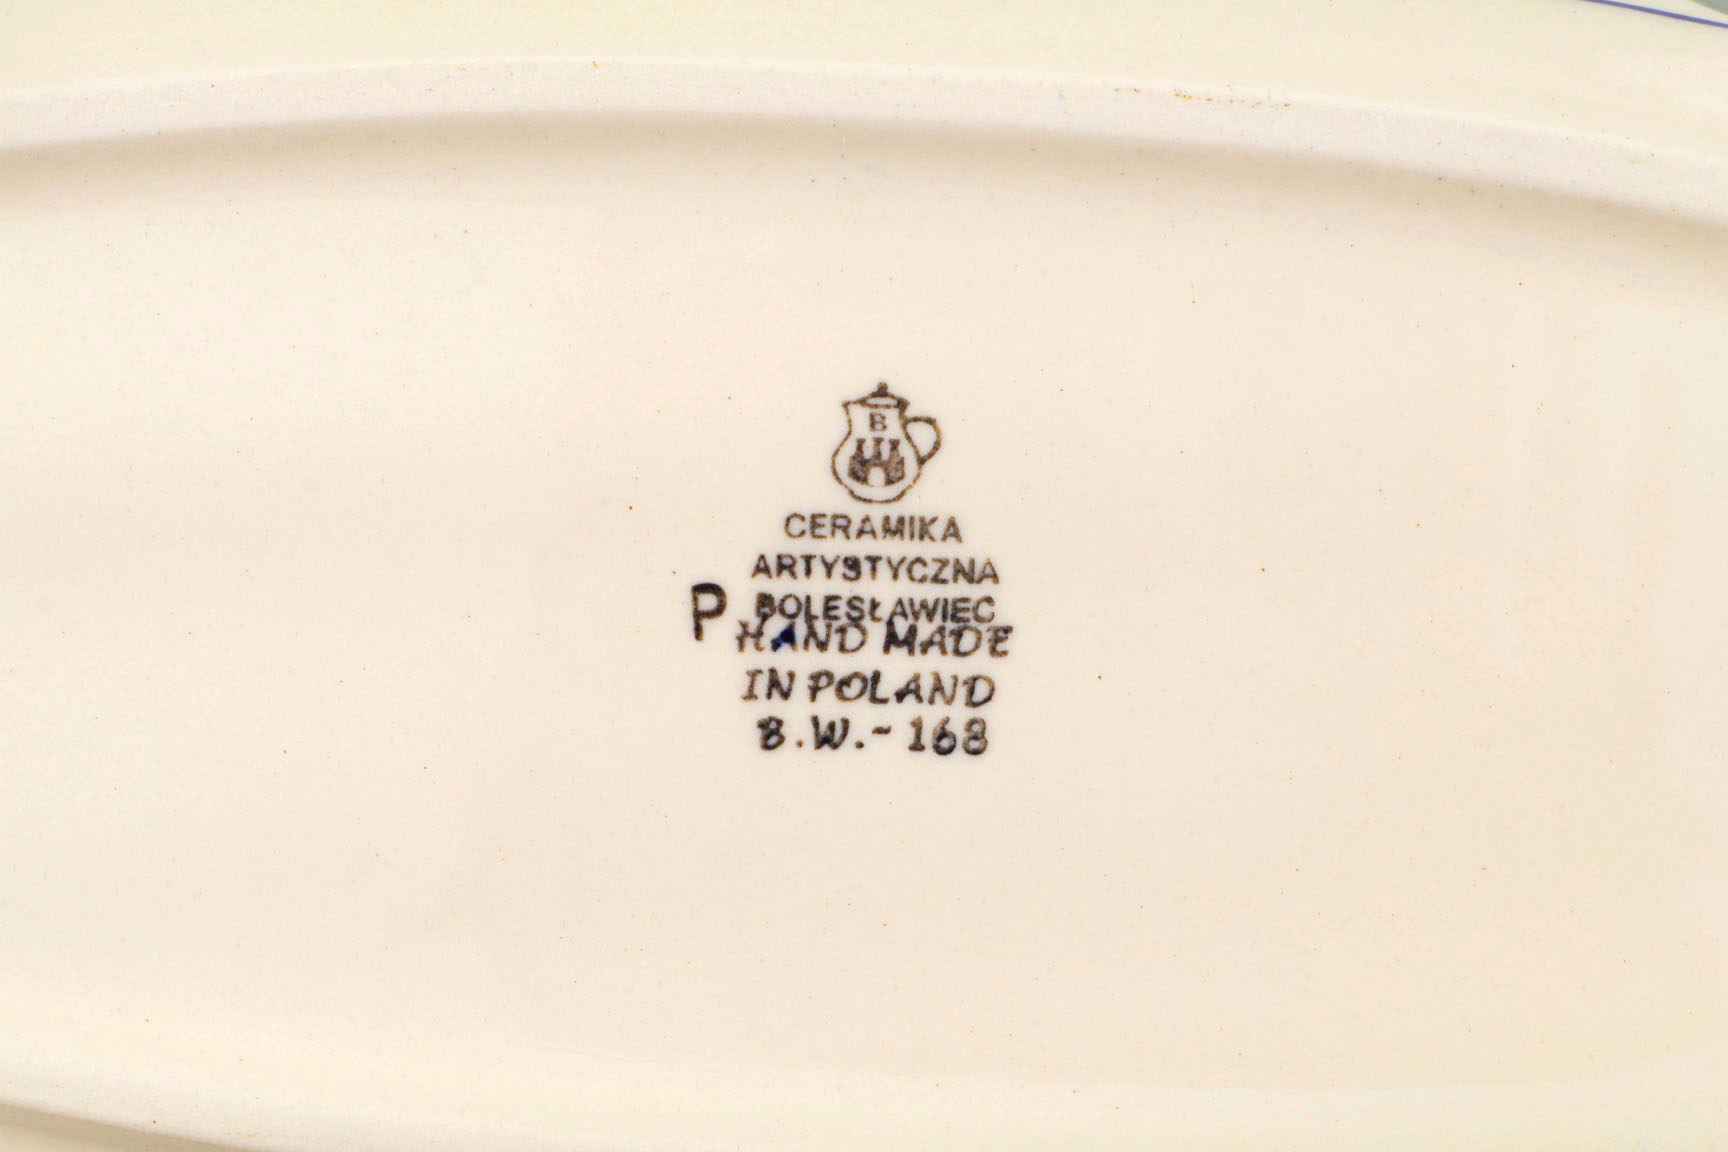 B
CERAMIKA
ARTYSTYCZNA
P BOLESŁAWIEC
HAND MADE
IN POLAND
B.W.-168